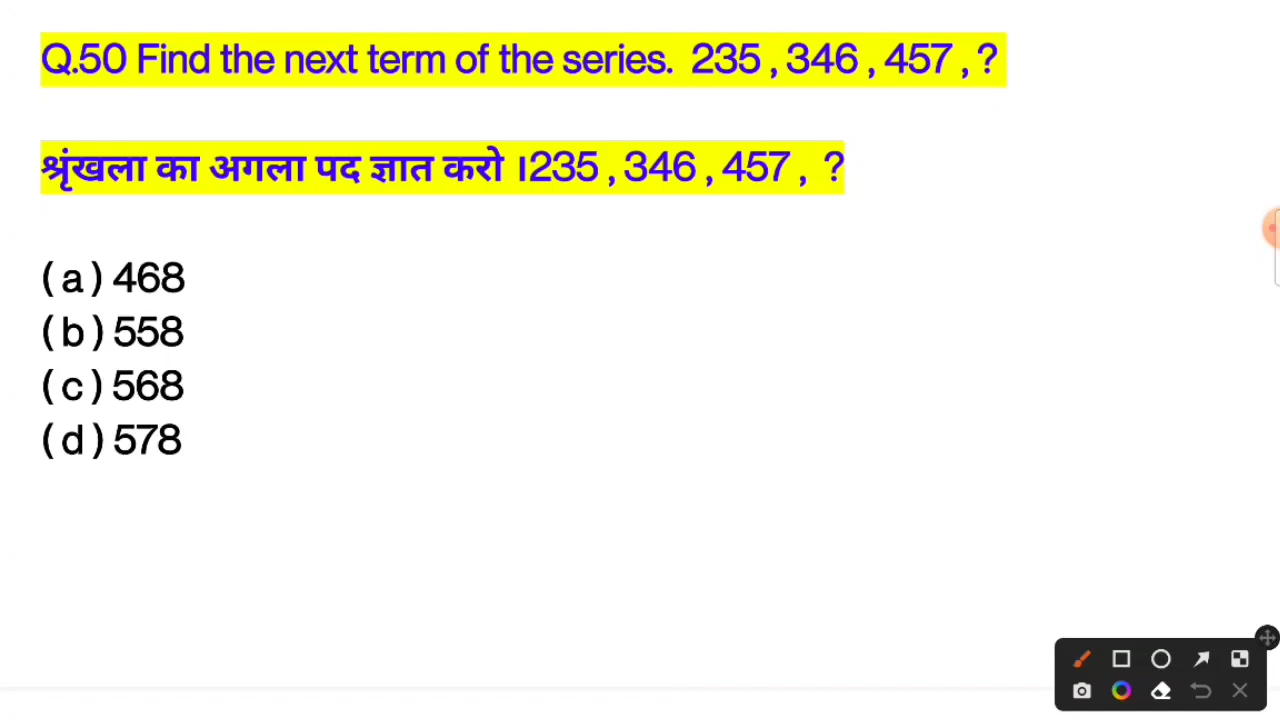 Q.50 Find the next term of the series. 235 , 346 , 457 , ?
श्रृंखला का अगला पद ज्ञात करो ।235 , 346 , 457 , ?
( a ) 468
( b ) 558
( c ) 568
( d ) 578